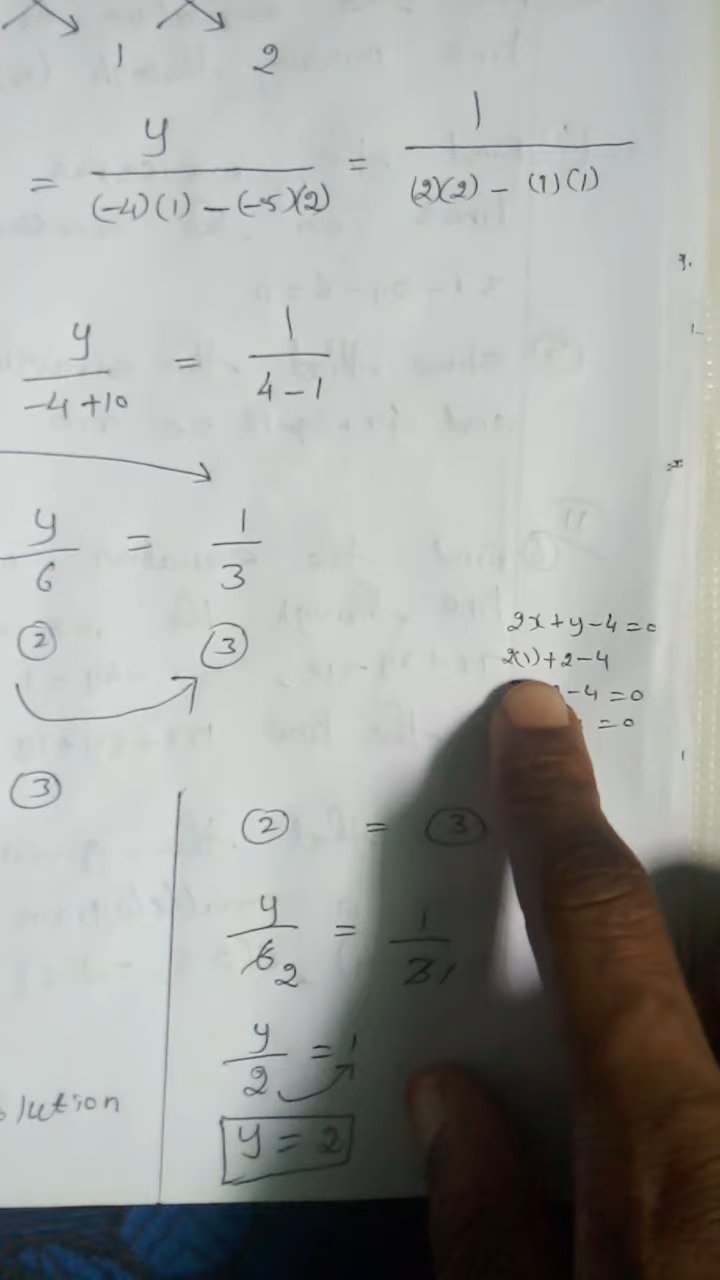 1 2
= y/(-4)(1) - (-5)(2) = 1/(2)(2) - (1)(1)
y/-4+10 = 1/4-1
y/6 = 1/3
② ③
2x+y-4=0
2(1)+2-4
-4=0
=0
③
② = ③
y/6 2 = 1/3 1
y/2 = 1
lution
y = 2